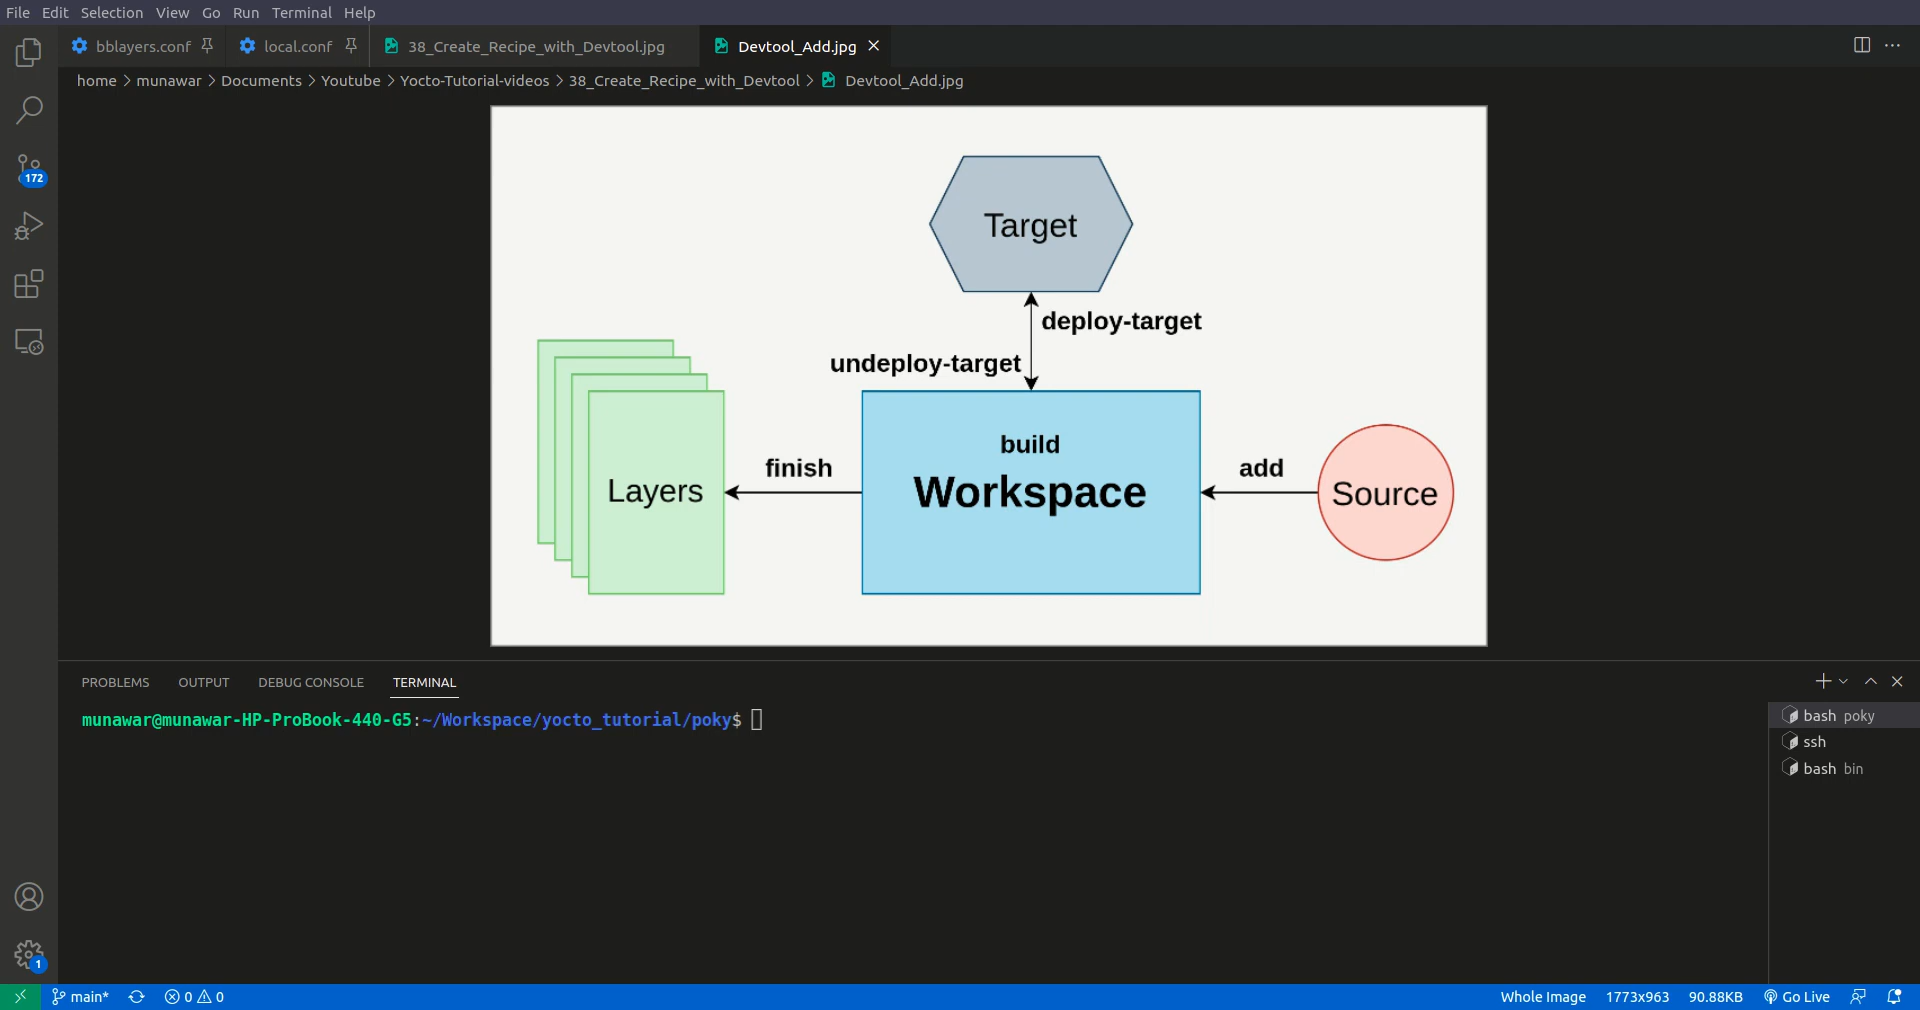 File Edit Selection View Go Run Terminal Help
bblayers.conf local.conf 38_Create_Recipe_with_Devtool.jpg Devtool_Add.jpg
home > munawar > Documents > Youtube > Yocto-Tutorial-videos > 38_Create_Recipe_with_Devtool > Devtool_Add.jpg
172
Target
deploy-target
undeploy-target
build
finish
add
Layers
Workspace
Source
PROBLEMS OUTPUT DEBUG CONSOLE TERMINAL
munawar@munawar-HP-ProBook-440-G5:~/Workspace/yocto_tutorial/poky$
bash poky
ssh
bash bin
1
main* 0 0 Whole Image 1773x963 90.88KB Go Live